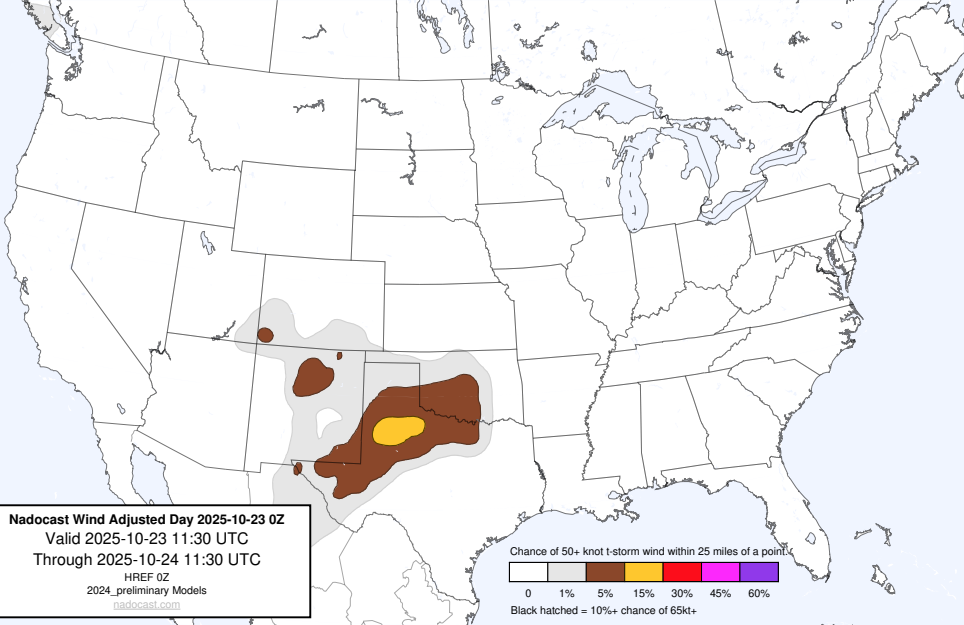 Nadocast Wind Adjusted Day 2025-10-23 0Z
Valid 2025-10-23 11:30 UTC
Through 2025-10-24 11:30 UTC
HREF 0Z
2024_preliminary Models
nadocast.com
Chance of 50+ knot t-storm wind within 25 miles of a point.
0 1% 5% 15% 30% 45% 60%
Black hatched = 10%+ chance of 65kt+